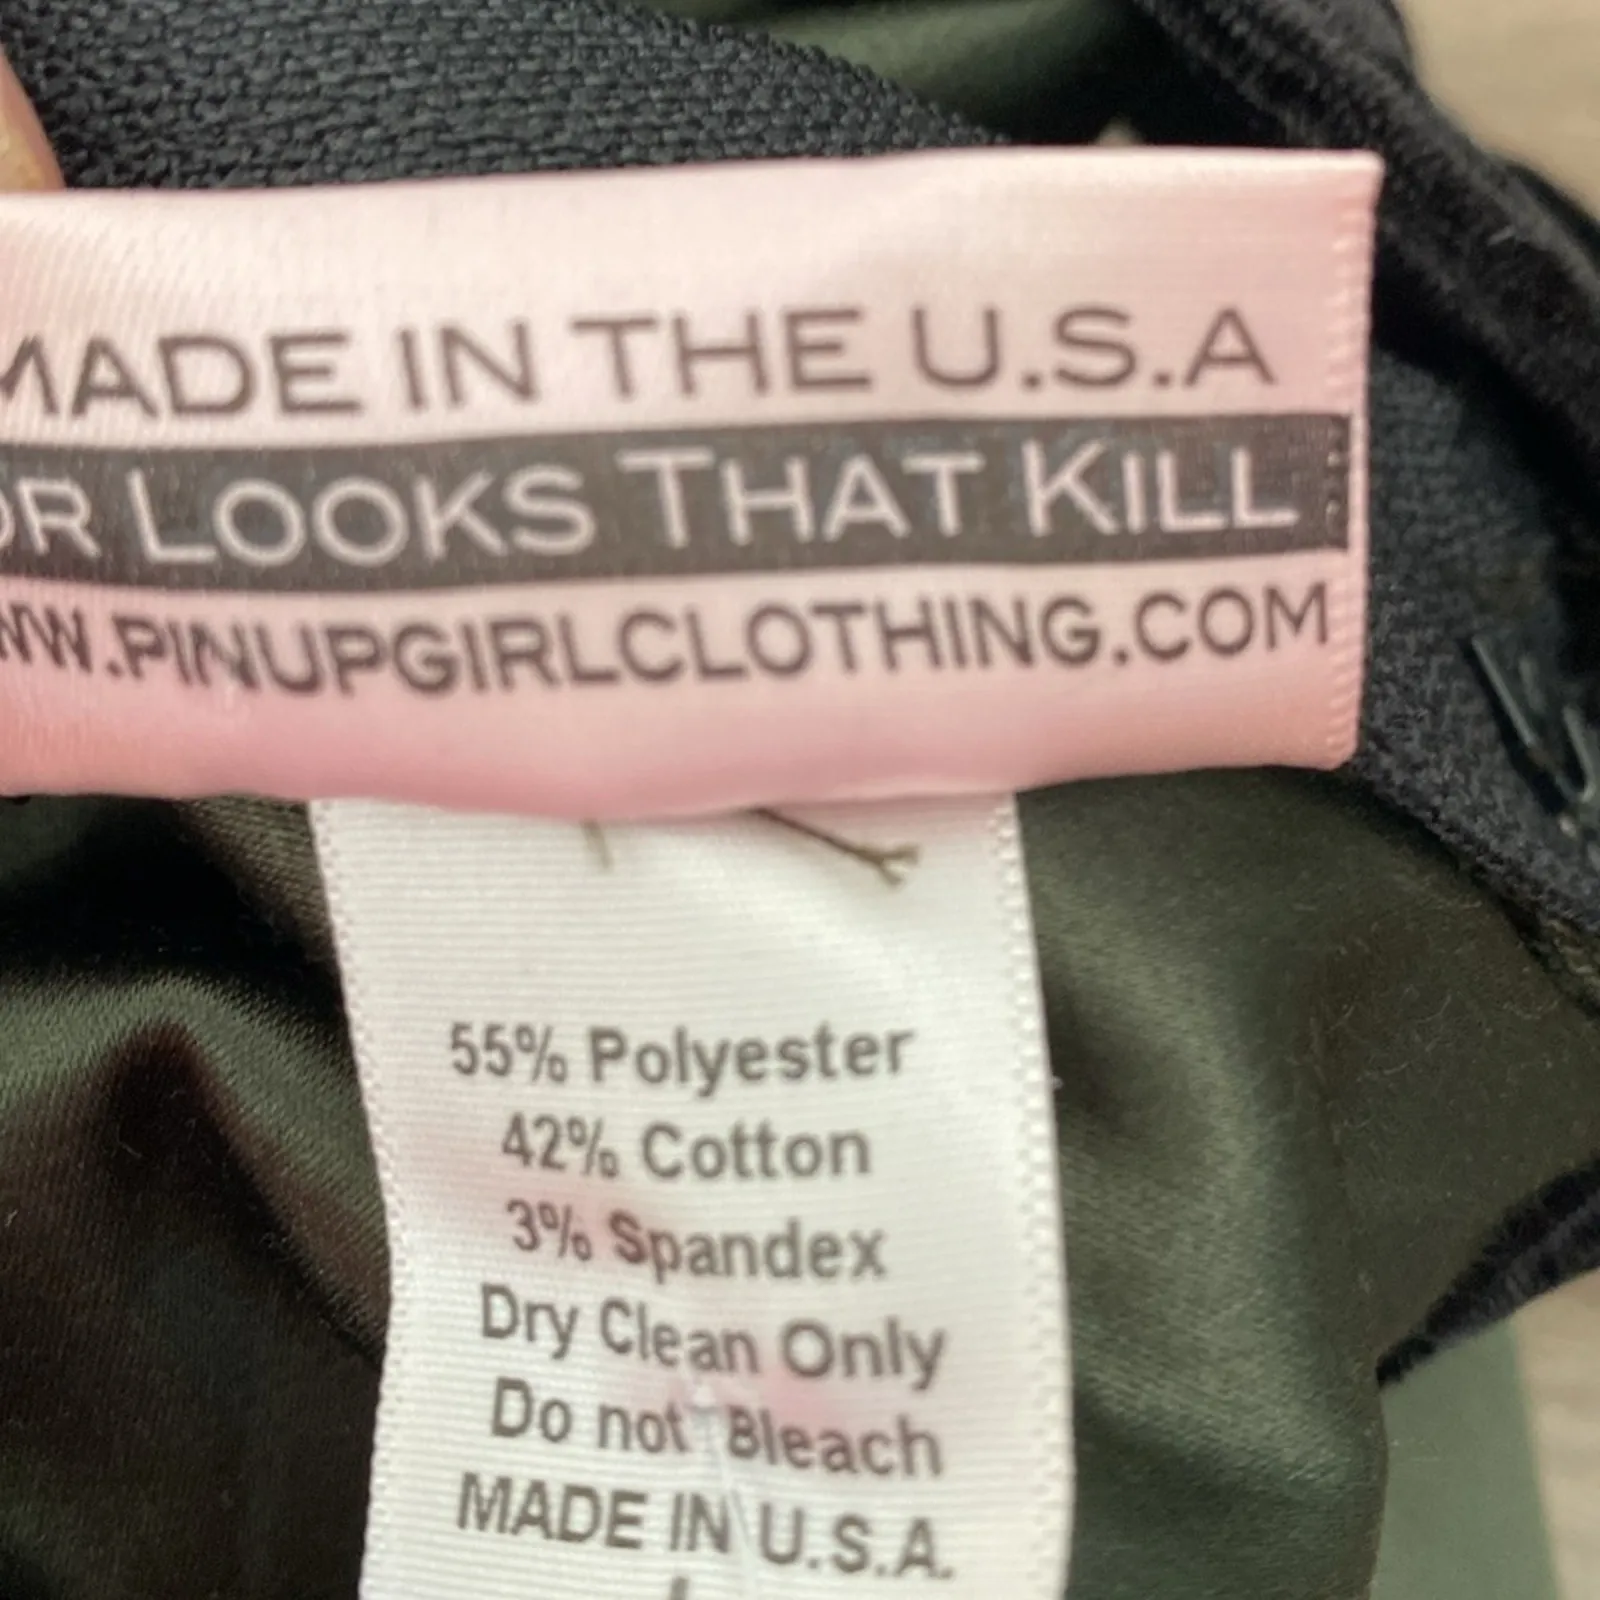 MADE IN THE U.S.A
OR LOOKS THAT KILL
WW.PINUPGIRLCLOTHING.COM
55% Polyester
42% Cotton
3% Spandex
Dry Clean Only
Do not Bleach
MADE IN U.S.A.